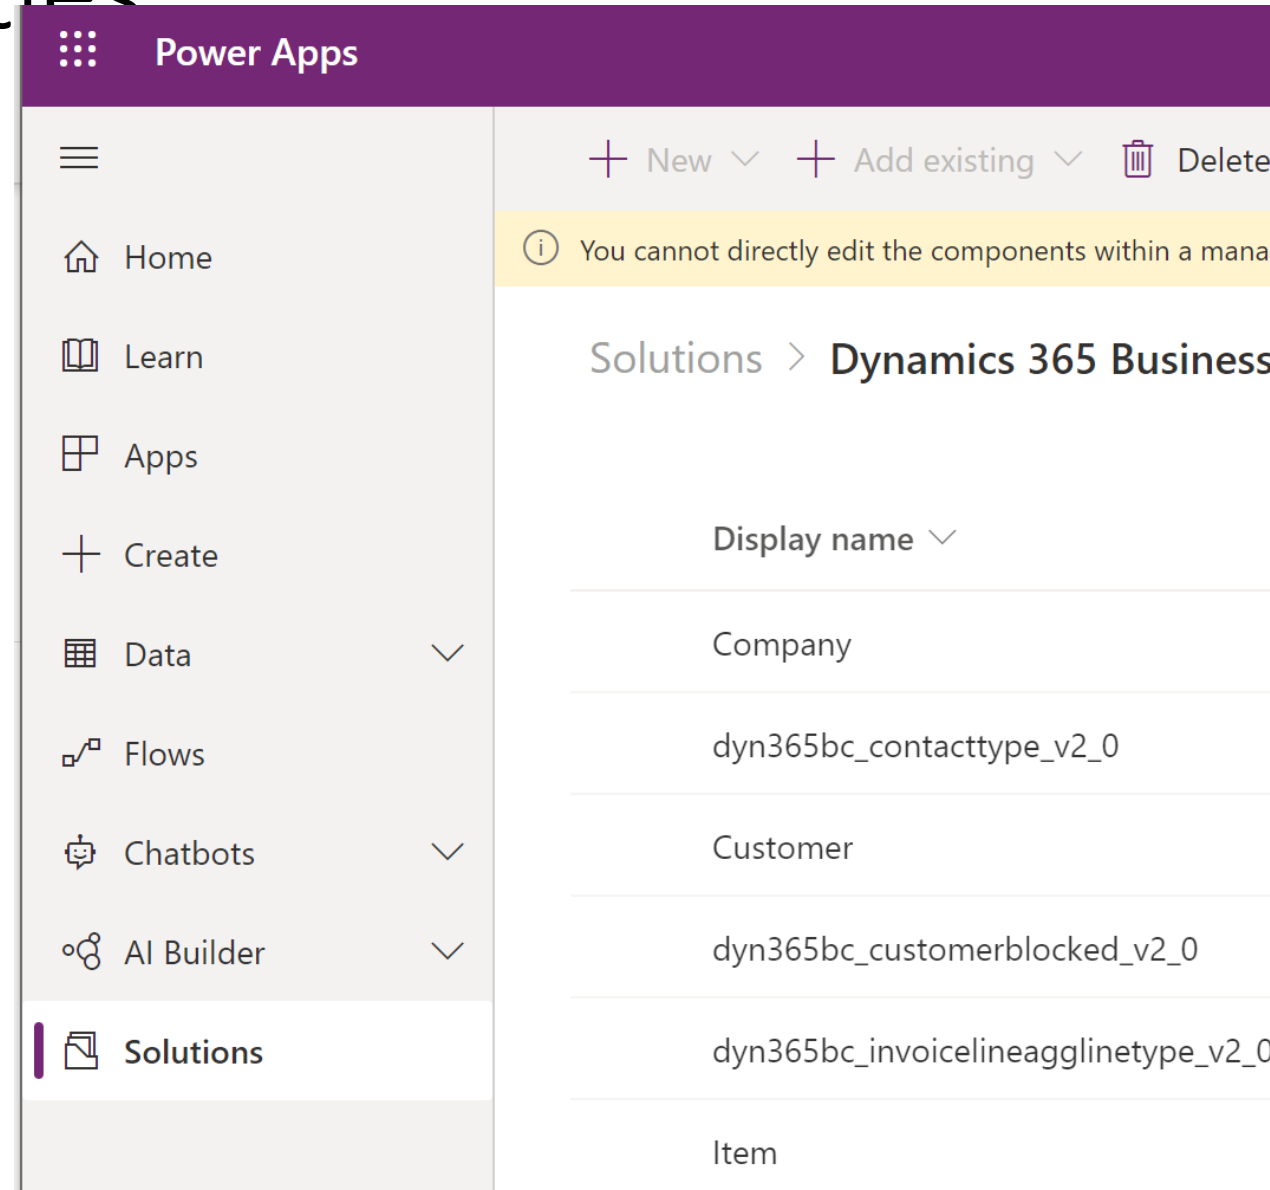 Power Apps
New Add existing Delete
Home
You cannot directly edit the components within a mana
Learn
Solutions > Dynamics 365 Business
Apps
Display name
Create
Company
Data
dyn365bc_contacttype_v2_0
Flows
Customer
Chatbots
dyn365bc_customerblocked_v2_0
AI Builder
dyn365bc_invoicelineagglinetype_v2_0
Solutions
Item